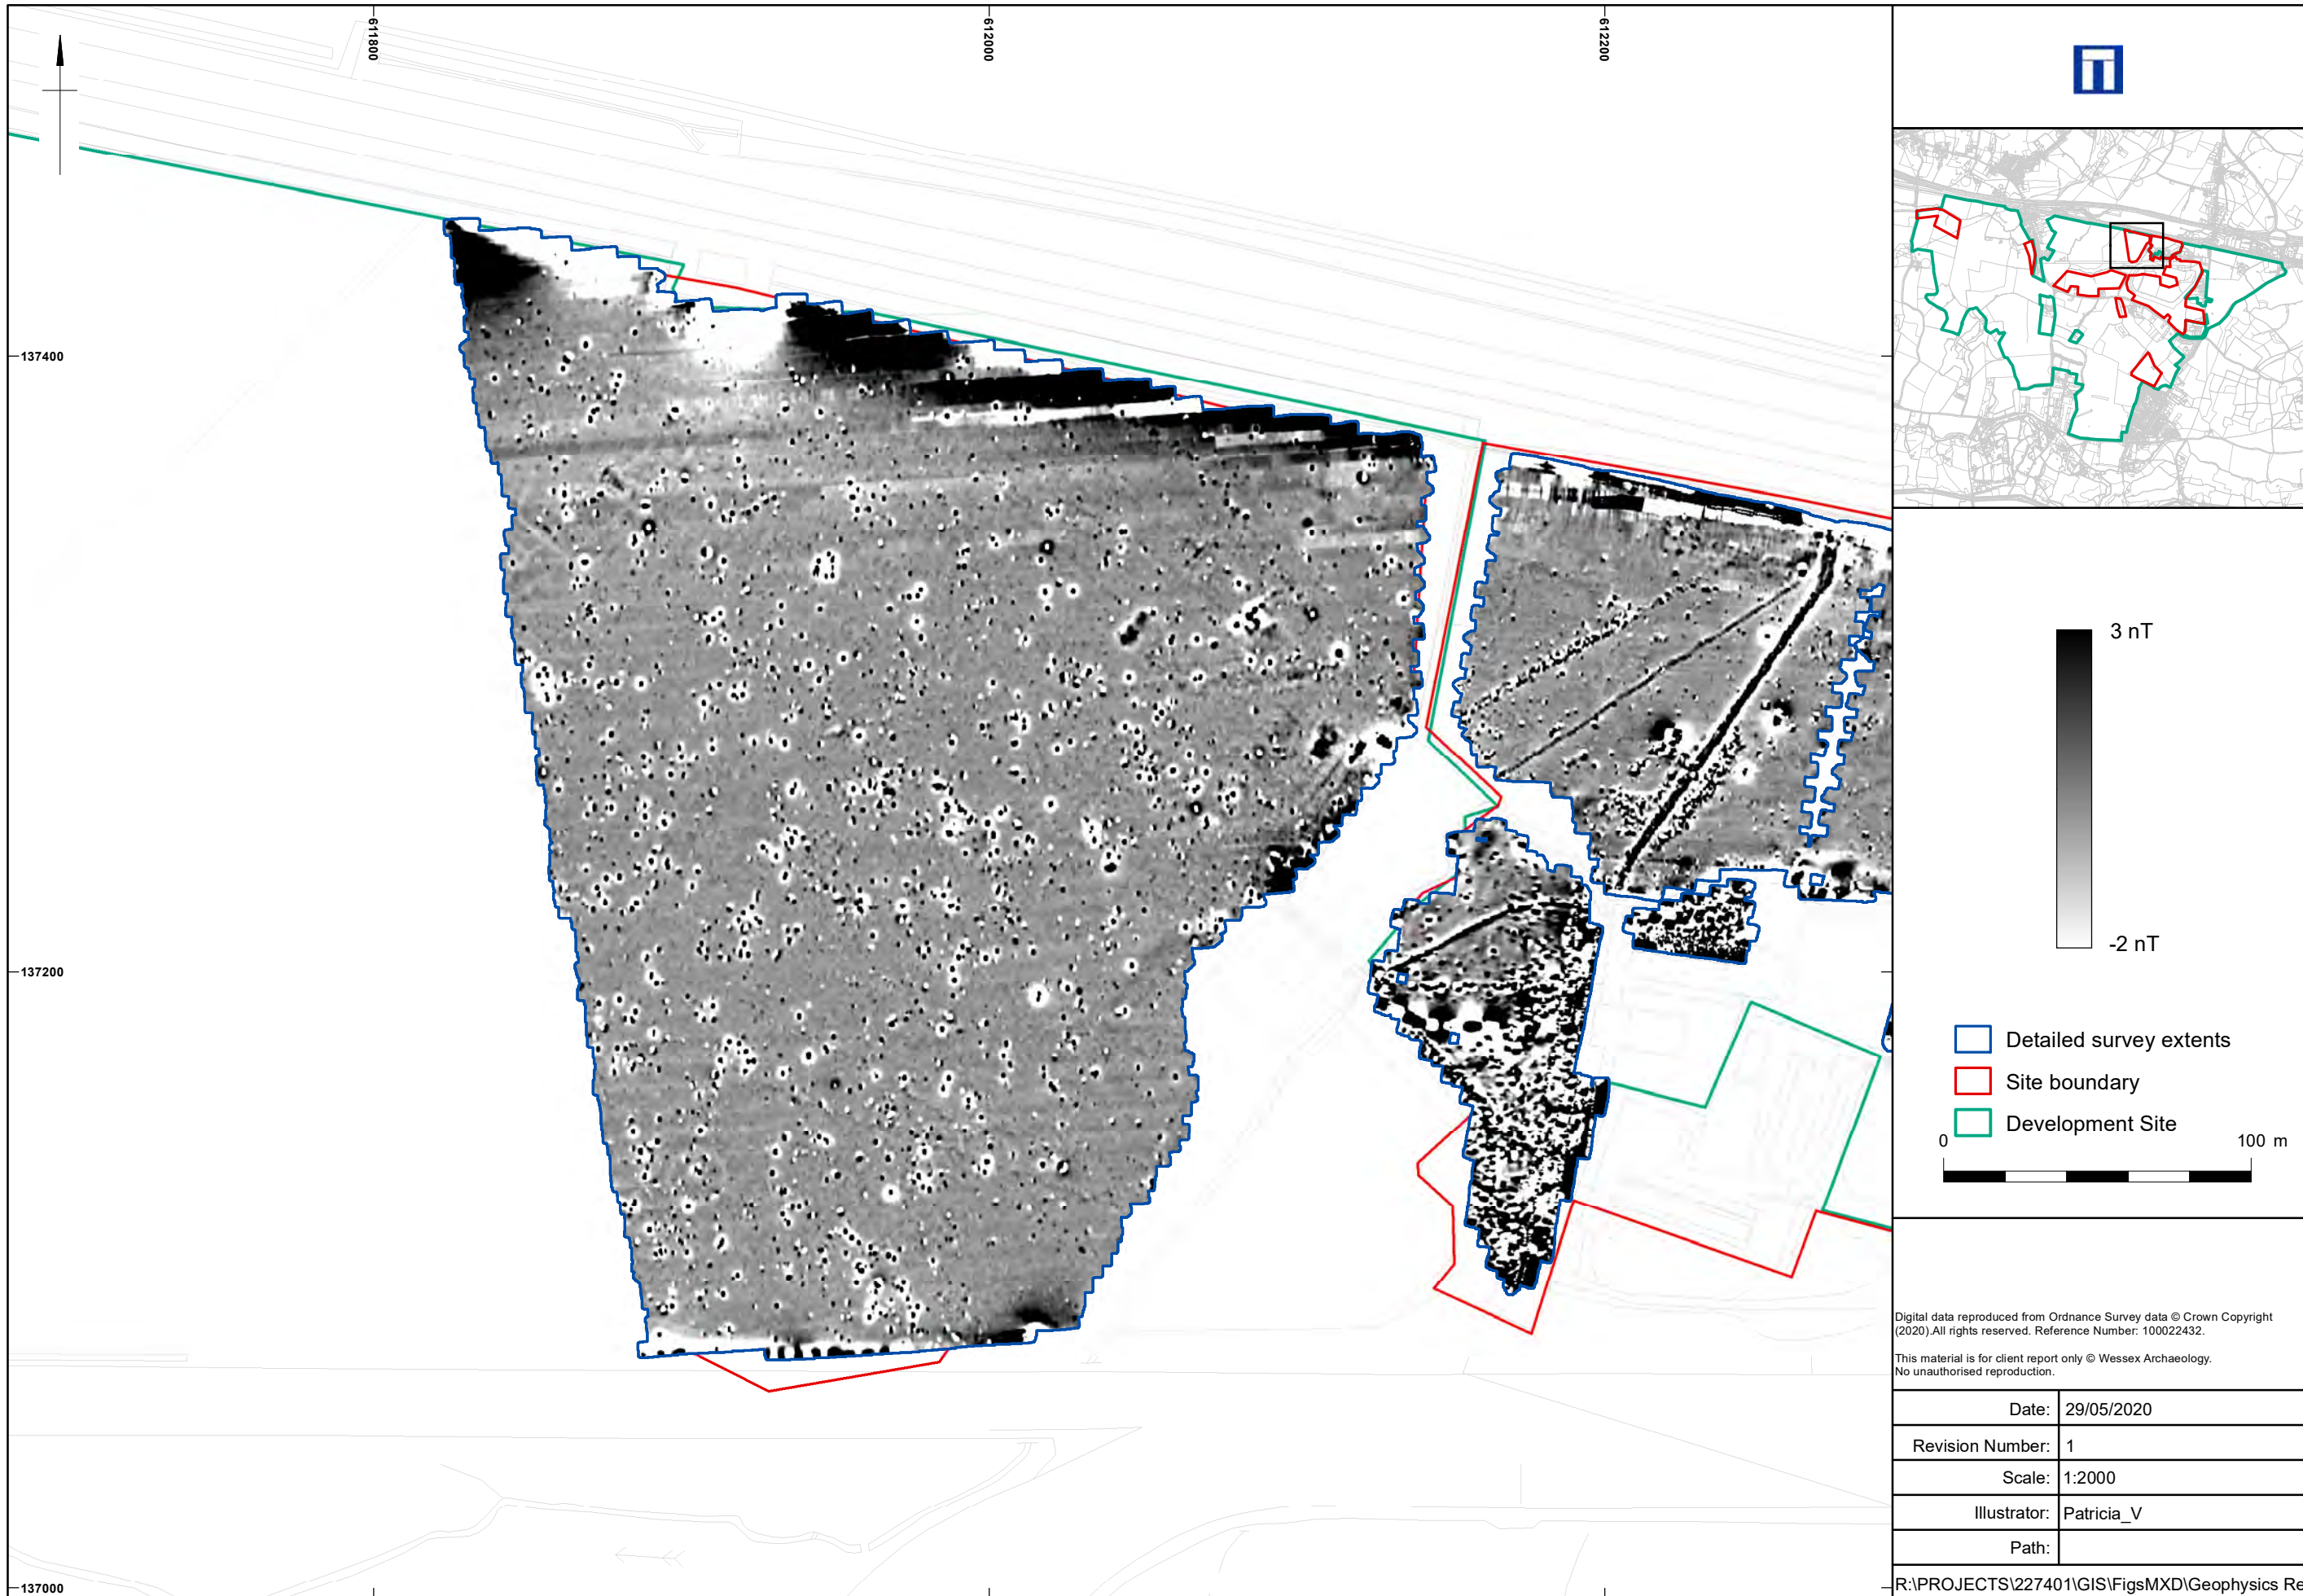 611800
612000
612200
137400
137200
137000
3 nT
-2 nT
Detailed survey extents
Site boundary
Development Site
0 100 m
Digital data reproduced from Ordnance Survey data © Crown Copyright
(2020).All rights reserved. Reference Number: 100022432.
This material is for client report only © Wessex Archaeology.
No unauthorised reproduction.
Date: 29/05/2020
Revision Number: 1
Scale: 1:2000
Illustrator: Patricia_V
Path:
R:\PROJECTS\227401\GIS\FigsMXD\Geophysics Re